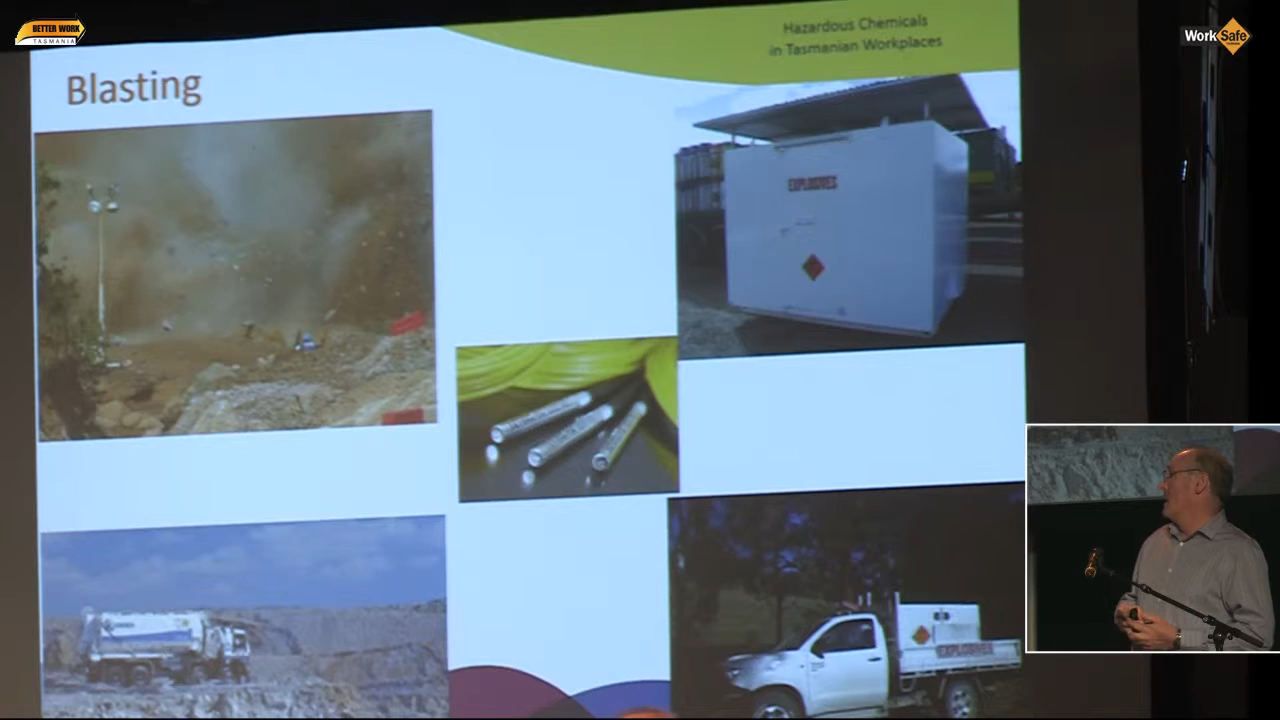 BETTER WORK
TASMANIA
Hazardous Chemicals
in Tasmanian Workplaces
WorkSafe
Blasting
EXPLOSIVES
EXPLOSIVES